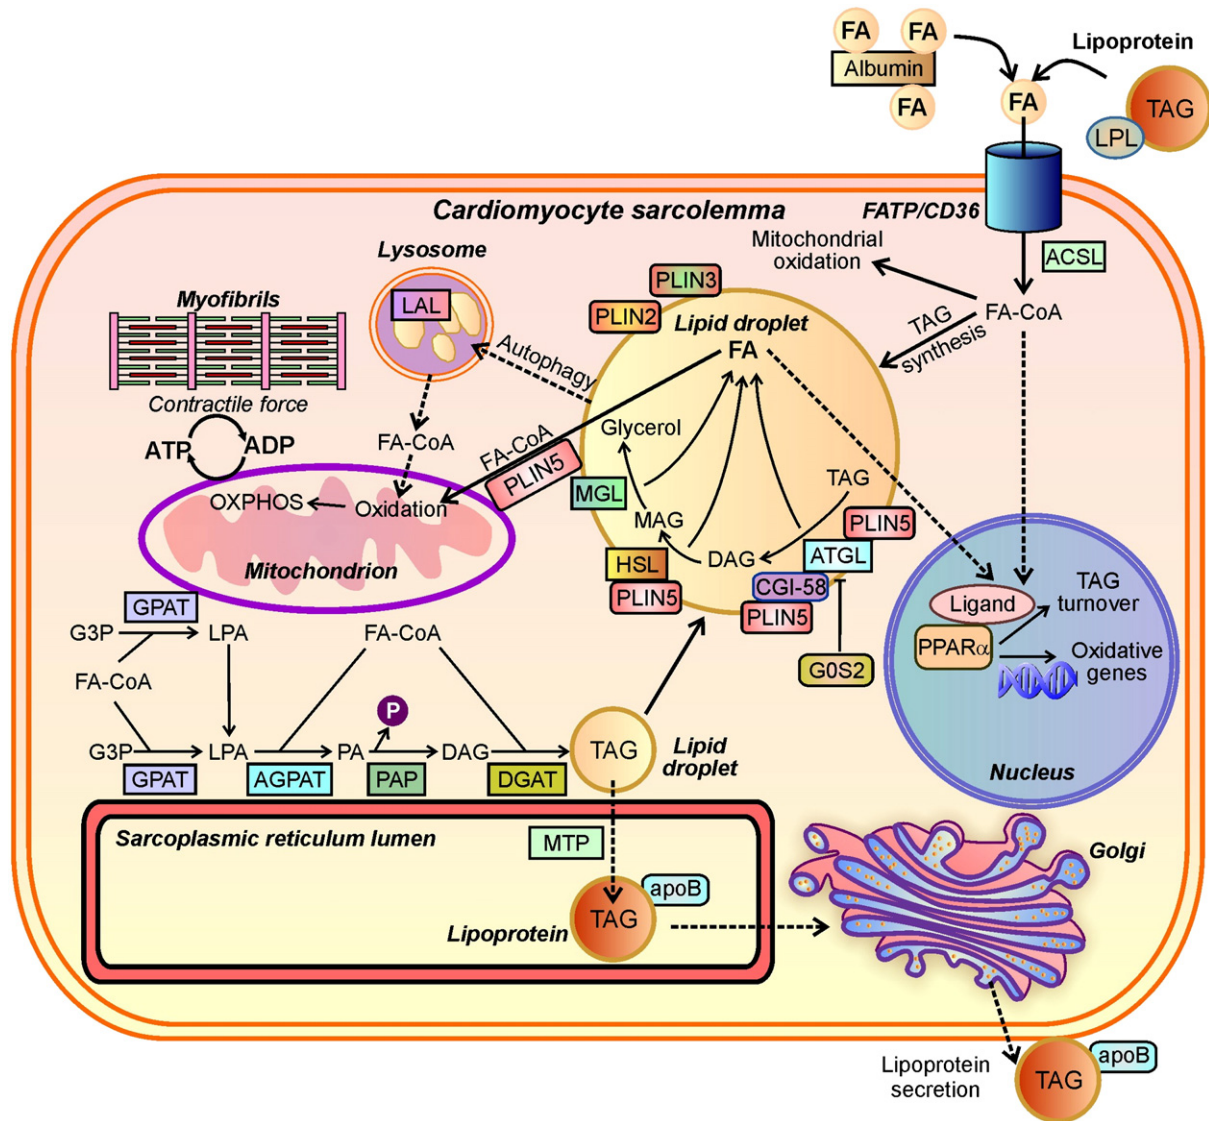 FA
FA
Albumin
FA
FA
Lipoprotein
TAG
LPL
Cardiomyocyte sarcolemma
FATP/CD36
ACSL
Mitochondrial
oxidation
FA-CoA
TAG
synthesis
Lysosome
LAL
Myofibrils
Contractile force
ATP
ADP
PLIN3
PLIN2
Lipid droplet
FA
Autophagy
FA-CoA
FA-CoA
PLIN5
Glycerol
MGL
MAG
TAG
PLIN5
ATGL
DAG
HSL
PLIN5
CGI-58
PLIN5
G0S2
OXPHOS
Oxidation
Mitochondrion
Ligand
PPARα
TAG
turnover
Oxidative
genes
Nucleus
GPAT
G3P
LPA
FA-CoA
FA-CoA
P
G3P
LPA
PA
DAG
TAG
GPAT
AGPAT
PAP
DGAT
Lipid
droplet
Sarcoplasmic reticulum lumen
MTP
apoB
TAG
Lipoprotein
Golgi
Lipoprotein
secretion
TAG
apoB